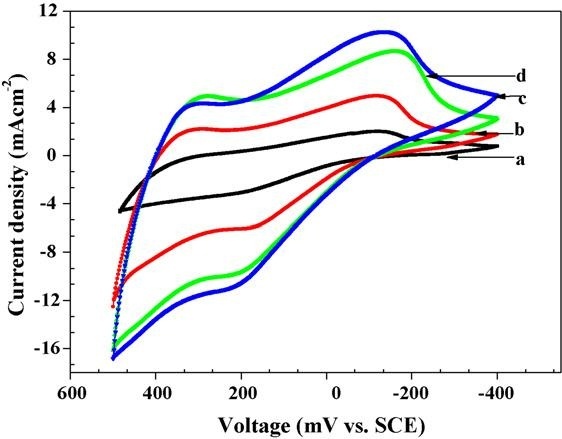 12
8
4
0
-4
-8
-12
-16
Current density (mAcm-2)
d
c
b
a
600 400 200 0 -200 -400
Voltage (mV vs. SCE)